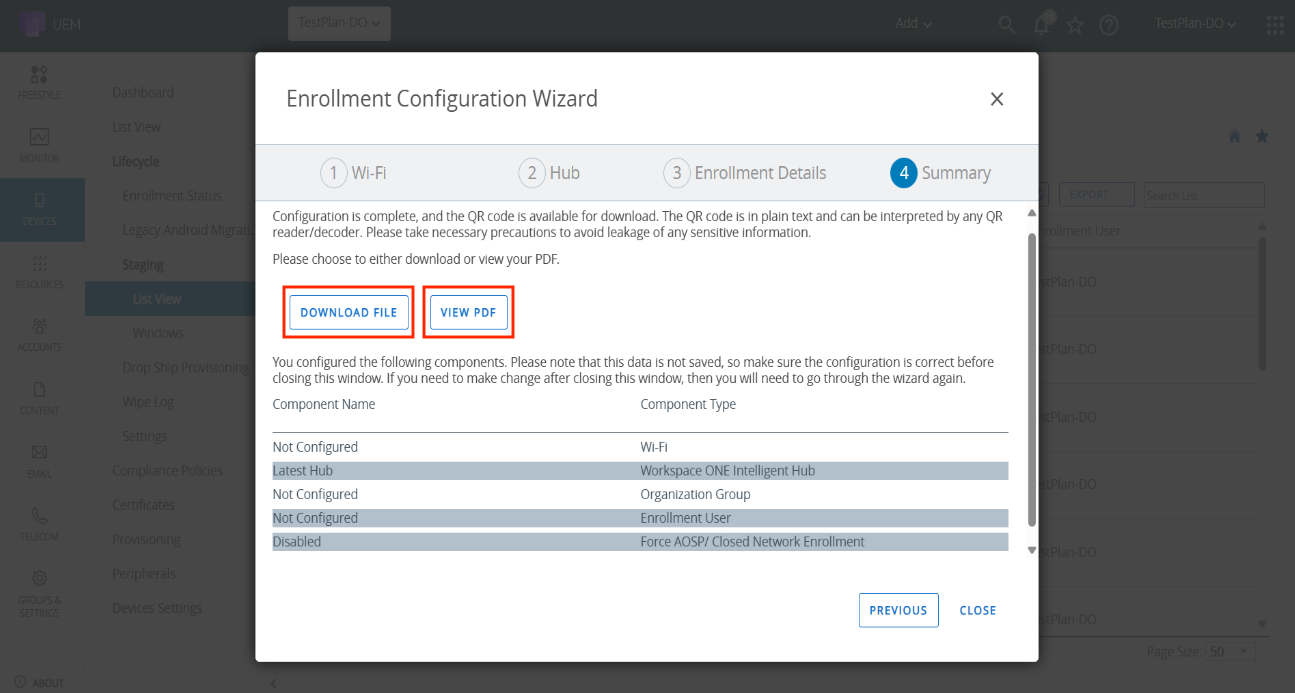 UEM
TestPlan-DO
Add
TestPlan-DO
FREESTYLE
MONITOR
DEVICES
RESOURCES
ACCOUNTS
CONTENT
EMAIL
TELECOM
GROUPS &
SETTINGS
ABOUT
Dashboard
List View
Lifecycle
Enrollment Status
Legacy Android Migrati...
Staging
List View
Windows
Drop Ship Provisioning
Wipe Log
Settings
Compliance Policies
Certificates
Provisioning
Peripherals
Devices Settings
Enrollment Configuration Wizard
1 Wi-Fi
2 Hub
3 Enrollment Details
4 Summary
Configuration is complete, and the QR code is available for download. The QR code is in plain text and can be interpreted by any QR
reader/decoder. Please take necessary precautions to avoid leakage of any sensitive information.
Please choose to either download or view your PDF.
DOWNLOAD FILE
VIEW PDF
You configured the following components. Please note that this data is not saved, so make sure the configuration is correct before
closing this window. If you need to make change after closing this window, then you will need to go through the wizard again.
Component Name Component Type
Not Configured Wi-Fi
Latest Hub Workspace ONE Intelligent Hub
Not Configured Organization Group
Not Configured Enrollment User
Disabled Force AOSP/ Closed Network Enrollment
PREVIOUS
CLOSE
EXPORT
Search List
nrollment User
stPlan-DO
stPlan-DO
stPlan-DO
stPlan-DO
stPlan-DO
stPlan-DO
Page Size: 50